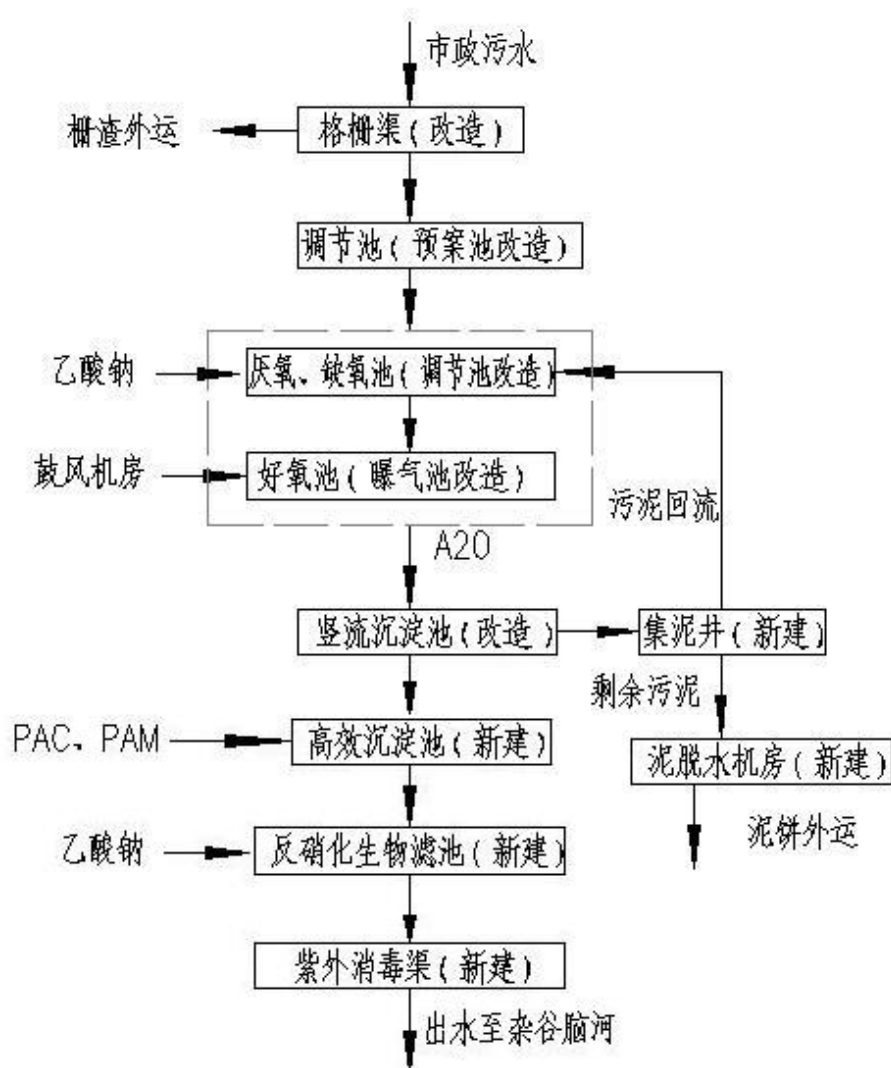 市政污水
栅渣外运
格栅渠(改造)
调节池(预案池改造)
乙酸钠
厌氧、缺氧池(调节池改造)
鼓风机房
好氧池(曝气池改造)
污泥回流
A2O
竖流沉淀池(改造)
集泥井(新建)
剩余污泥
PAC、PAM
高效沉淀池(新建)
泥脱水机房(新建)
乙酸钠
反硝化生物滤池(新建)
泥饼外运
紫外消毒渠(新建)
出水至杂谷脑河